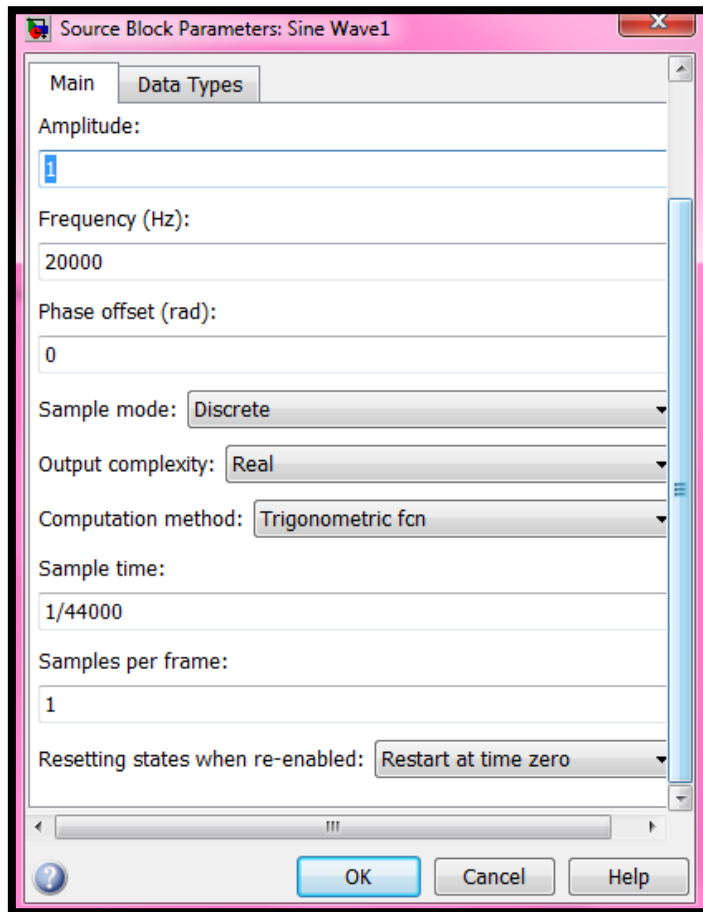 Source Block Parameters: Sine Wave1
X
Main Data Types
Amplitude:
1
Frequency (Hz):
20000
Phase offset (rad):
0
Sample mode: Discrete
Output complexity: Real
Computation method: Trigonometric fcn
Sample time:
1/44000
Samples per frame:
1
Resetting states when re-enabled: Restart at time zero
? OK Cancel Help